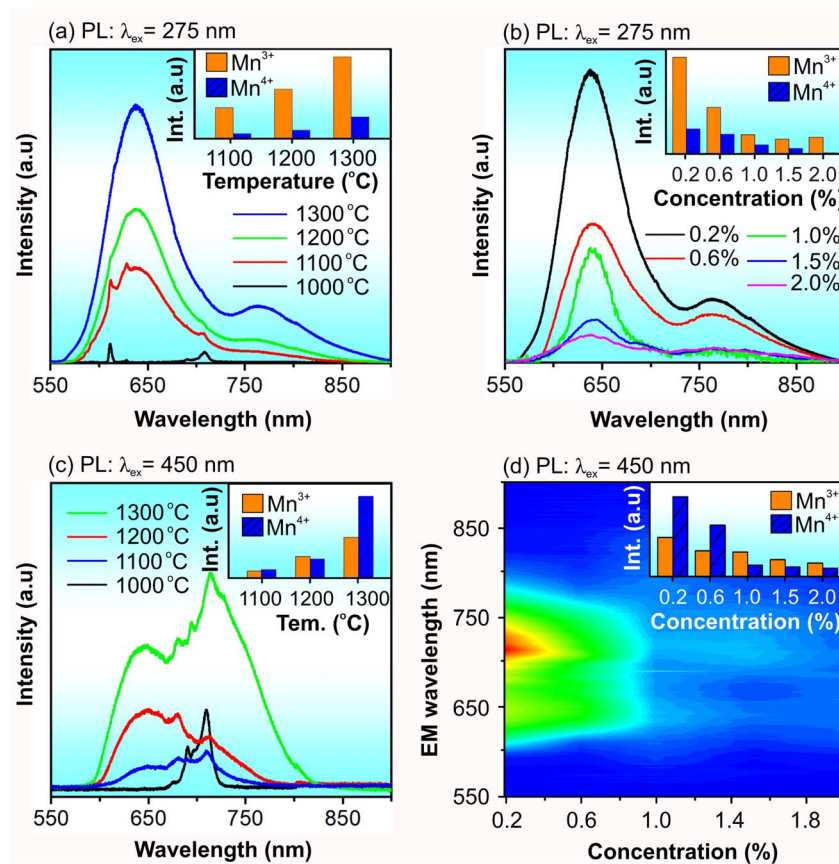 (a) PL: λex= 275 nm
Intensity (a.u)
Int. (a.u)
Mn3+
Mn4+
1100 1200 1300
Temperature (°C)
1300 °C
1200 °C
1100 °C
1000 °C
550 650 750 850
Wavelength (nm)
(b) PL: λex= 275 nm
Intensity (a.u)
Int. (a.u)
Mn3+
Mn4+
0.2 0.6 1.0 1.5 2.0
Concentration (%)
0.2% 1.0%
0.6% 1.5%
2.0%
550 650 750 850
Wavelength (nm)
(c) PL: λex= 450 nm
Intensity (a.u)
1300 °C
1200 °C
1100 °C
1000 °C
Int. (a.u)
Mn3+
Mn4+
1100 1200 1300
Tem. (°C)
550 650 750 850
Wavelength (nm)
(d) PL: λex= 450 nm
EM wavelength (nm)
850
750
650
550
Int. (a.u)
Mn3+
Mn4+
0.2 0.6 1.0 1.5 2.0
Concentration (%)
0.2 0.6 1.0 1.4 1.8
Concentration (%)